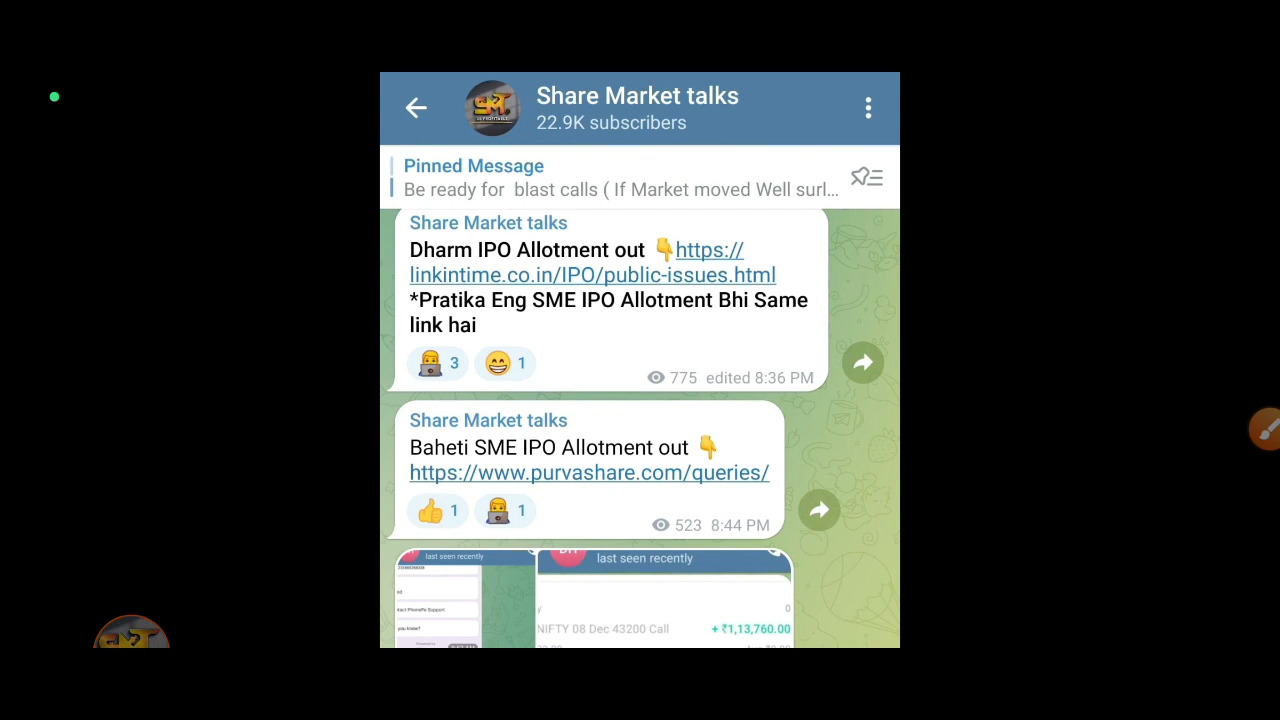 Share Market talks
22.9K subscribers
Pinned Message
Be ready for blast calls ( If Market moved Well surl...
Share Market talks
Dharm IPO Allotment out 👇https://
linkintime.co.in/IPO/public-issues.html
*Pratika Eng SME IPO Allotment Bhi Same
link hai
3 1
775 edited 8:36 PM
Share Market talks
Baheti SME IPO Allotment out 👇
https://www.purvashare.com/queries/
1 1
523 8:44 PM
last seen recently
you know?
last seen recently
0
NIFTY 08 Dec 43200 Call + ₹1,13,760.00